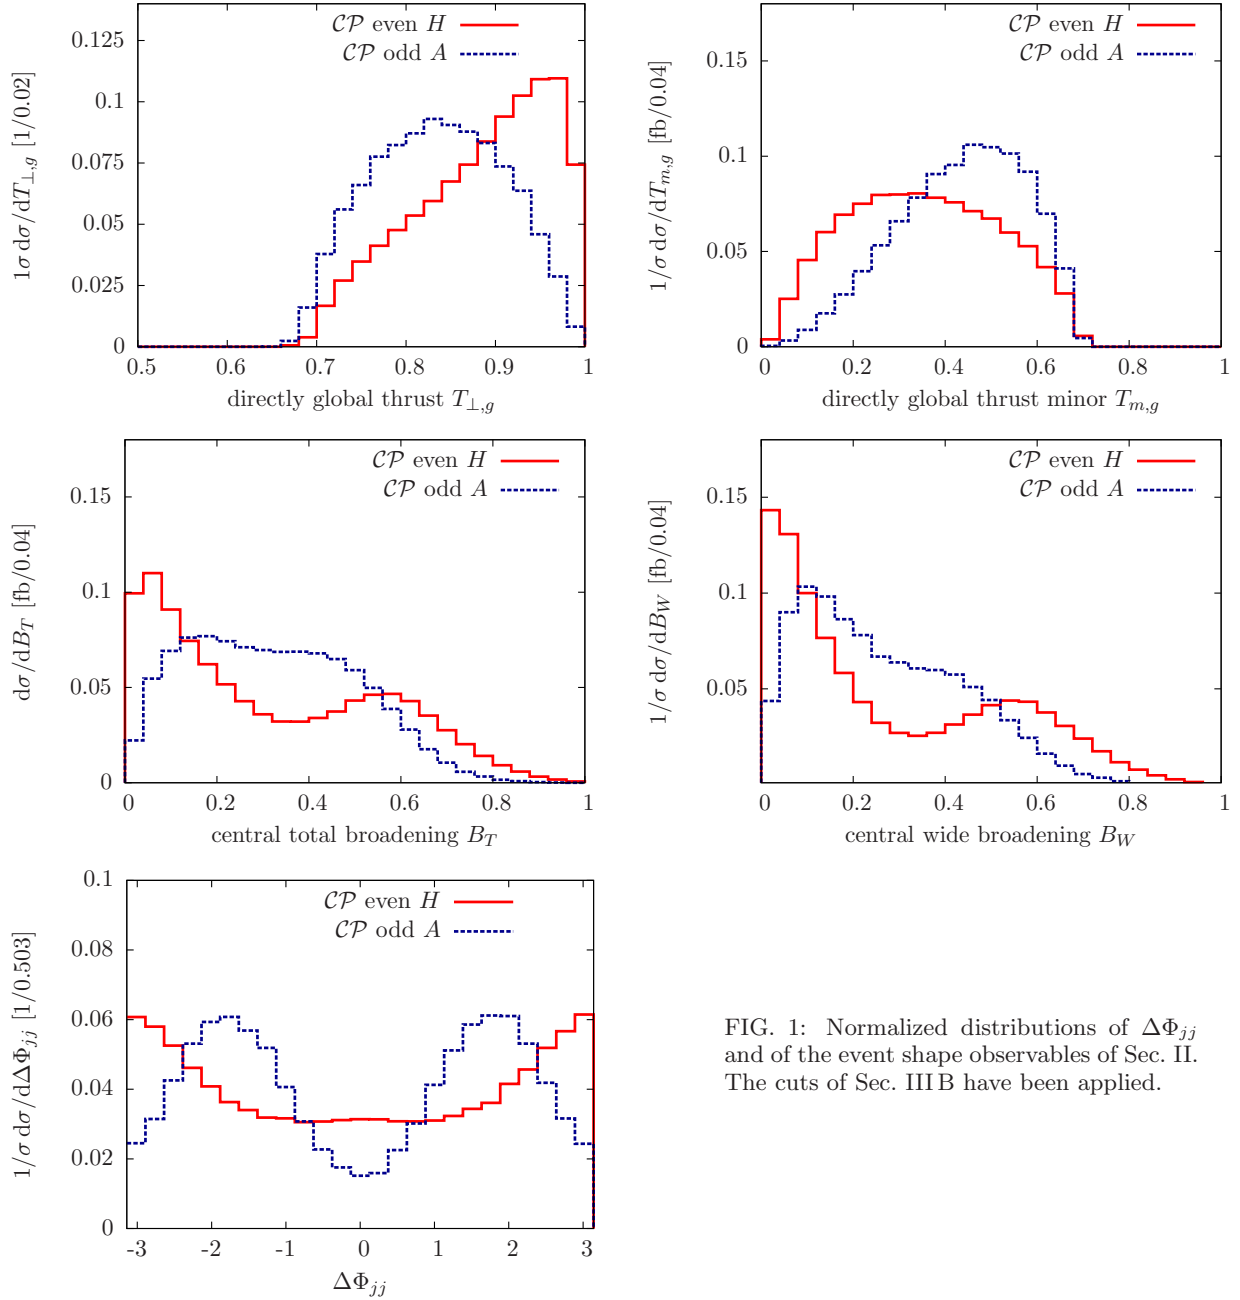 0.125
0.1
0.075
0.05
0.025
0
0.5 0.6 0.7 0.8 0.9 1
1σ dσ/dT⊥,g [1/0.02]
directly global thrust T⊥,g
CP even H
CP odd A
0.15
0.1
0.05
0
0 0.2 0.4 0.6 0.8 1
1/σ dσ/dTm,g [fb/0.04]
directly global thrust minor Tm,g
CP even H
CP odd A
0.15
0.1
0.05
0
0 0.2 0.4 0.6 0.8 1
dσ/dBT [fb/0.04]
central total broadening BT
CP even H
CP odd A
0.15
0.1
0.05
0 0.2 0.4 0.6 0.8 1
1/σ dσ/dBW [fb/0.04]
central wide broadening BW
CP even H
CP odd A
0.1
0.08
0.06
0.04
0.02
0
-3 -2 -1 0 1 2 3
1/σ dσ/dΔΦjj [1/0.503]
ΔΦjj
CP even H
CP odd A
FIG. 1: Normalized distributions of ΔΦjj
and of the event shape observables of Sec. II.
The cuts of Sec. III B have been applied.